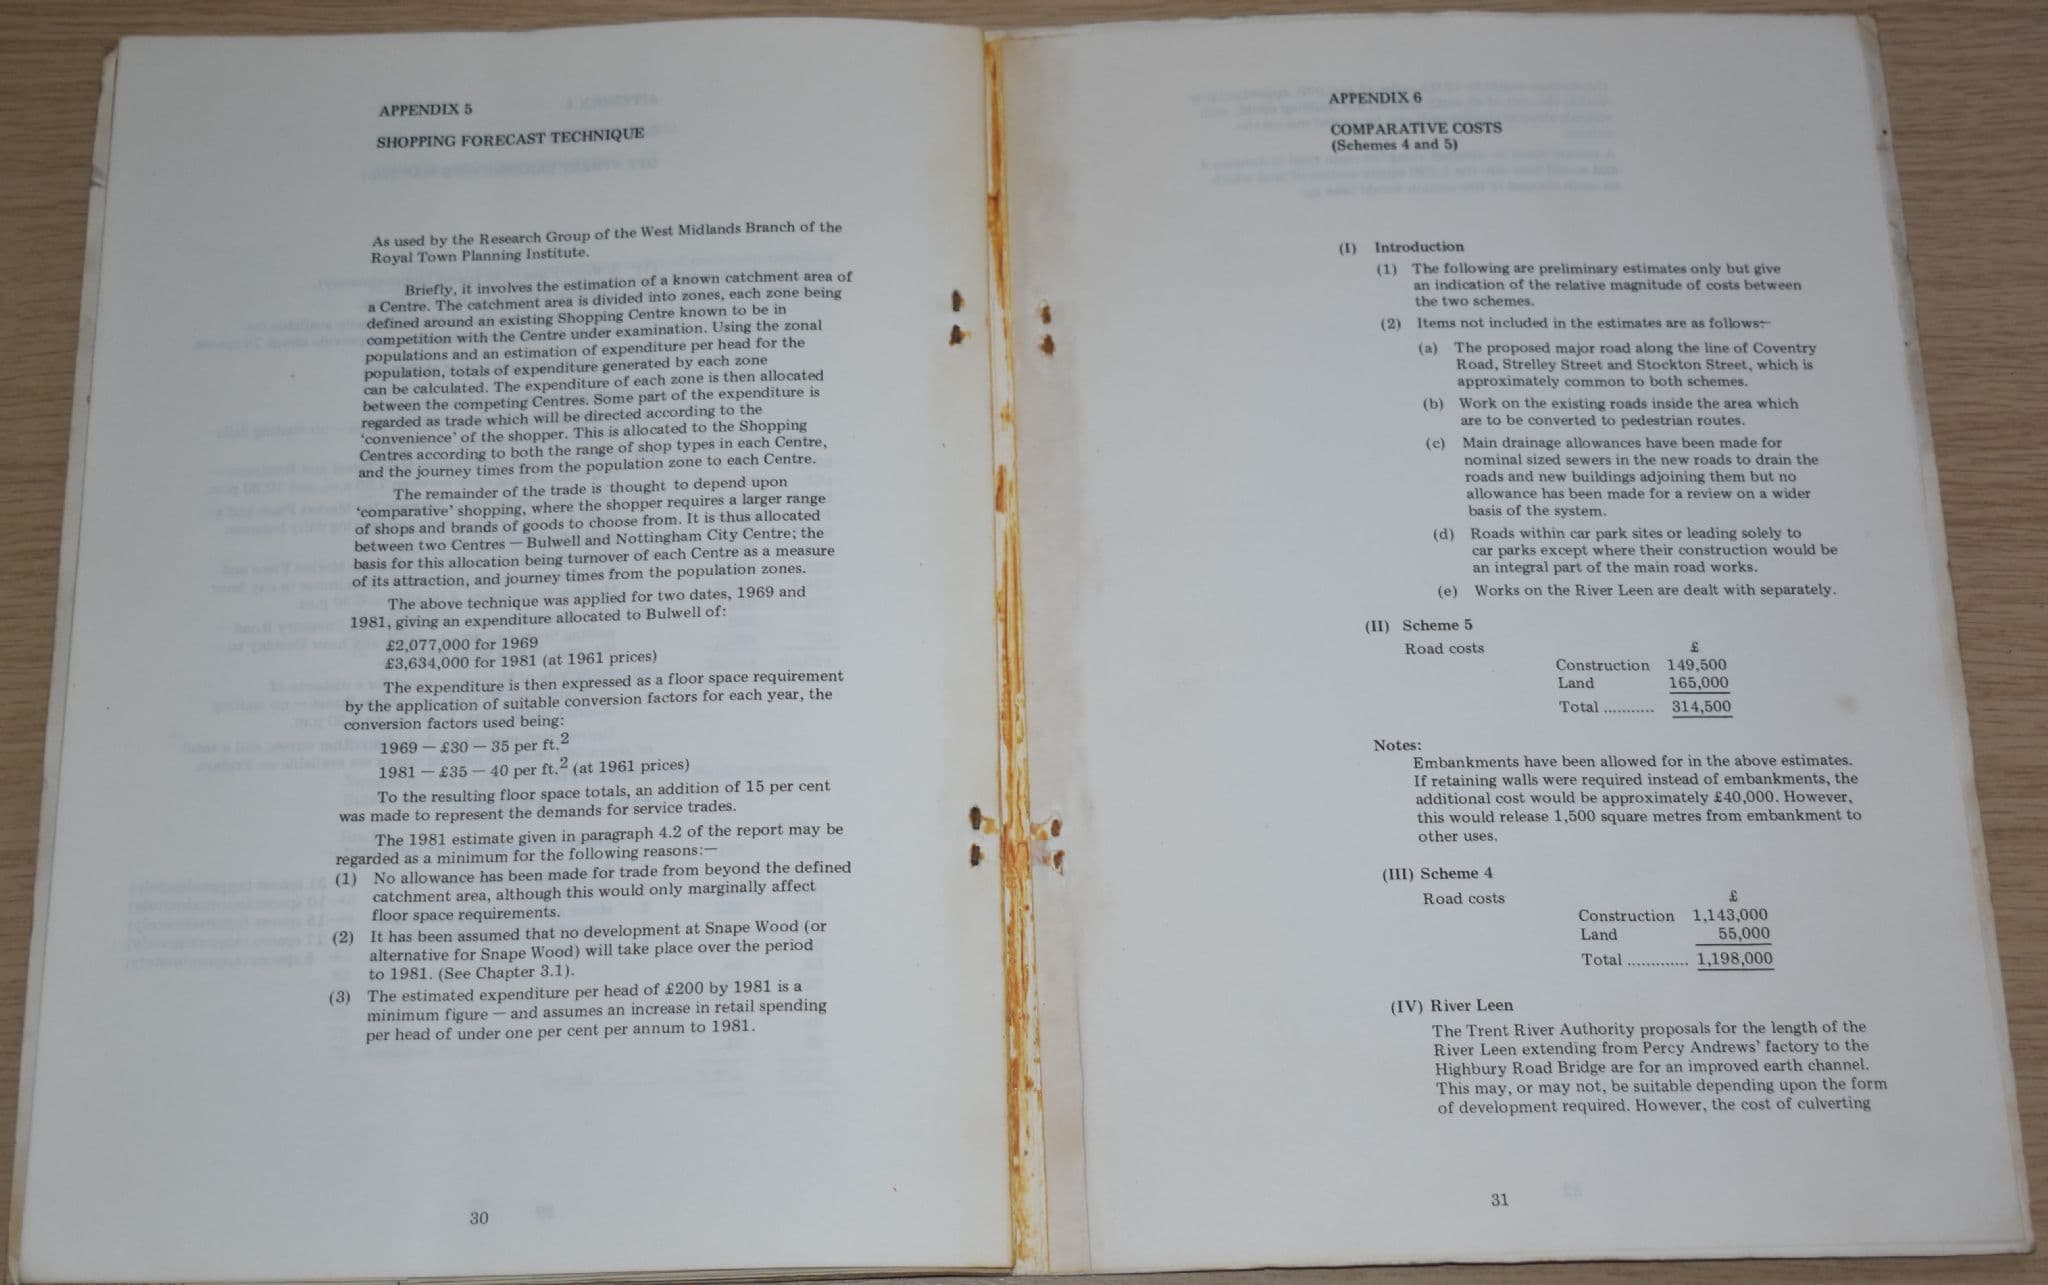 APPENDIX 5
SHOPPING FORECAST TECHNIQUE
As used by the Research Group of the West Midlands Branch of the
Royal Town Planning Institute.
Briefly, it involves the estimation of a known catchment area of
a Centre. The catchment area is divided into zones, each zone being
defined around an existing Shopping Centre known to be in
competition with the Centre under examination. Using the zonal
populations and an estimation of expenditure per head for the
population, totals of expenditure generated by each zone
can be calculated. The expenditure of each zone is then allocated
between the competing Centres. Some part of the expenditure is
regarded as trade which will be directed according to the
‘convenience’ of the shopper. This is allocated to the Shopping
Centres according to both the range of shop types in each Centre,
and the journey times from the population zone to each Centre.
The remainder of the trade is thought to depend upon
‘comparative’ shopping, where the shopper requires a larger range
of shops and brands of goods to choose from. It is thus allocated
between two Centres — Bulwell and Nottingham City Centre; the
basis for this allocation being turnover of each Centre as a measure
of its attraction, and journey times from the population zones.
The above technique was applied for two dates, 1969 and
1981, giving an expenditure allocated to Bulwell of:
£2,077,000 for 1969
£3,634,000 for 1981 (at 1961 prices)
The expenditure is then expressed as a floor space requirement
by the application of suitable conversion factors for each year, the
conversion factors used being:
1969 — £30 — 35 per ft.²
1981 — £35 — 40 per ft.² (at 1961 prices)
To the resulting floor space totals, an addition of 15 per cent
was made to represent the demands for service trades.
The 1981 estimate given in paragraph 4.2 of the report may be
regarded as a minimum for the following reasons:—
(1) No allowance has been made for trade from beyond the defined
catchment area, although this would only marginally affect
floor space requirements.
(2) It has been assumed that no development at Snape Wood (or
alternative for Snape Wood) will take place over the period
to 1981. (See Chapter 3.1).
(3) The estimated expenditure per head of £200 by 1981 is a
minimum figure — and assumes an increase in retail spending
per head of under one per cent per annum to 1981.
30
APPENDIX 6
COMPARATIVE COSTS
(Schemes 4 and 5)
(I) Introduction
(1) The following are preliminary estimates only but give
an indication of the relative magnitude of costs between
the two schemes.
(2) Items not included in the estimates are as follows:—
(a) The proposed major road along the line of Coventry
Road, Strelley Street and Stockton Street, which is
approximately common to both schemes.
(b) Work on the existing roads inside the area which
are to be converted to pedestrian routes.
(c) Main drainage allowances have been made for
nominal sized sewers in the new roads to drain the
roads and new buildings adjoining them but no
allowance has been made for a review on a wider
basis of the system.
(d) Roads within car park sites or leading solely to
car parks except where their construction would be
an integral part of the main road works.
(e) Works on the River Leen are dealt with separately.
(II) Scheme 5
Road costs £
Construction 149,500
Land 165,000
Total ........... 314,500
Notes:
Embankments have been allowed for in the above estimates.
If retaining walls were required instead of embankments, the
additional cost would be approximately £40,000. However,
this would release 1,500 square metres from embankment to
other uses.
(III) Scheme 4
Road costs £
Construction 1,143,000
Land 55,000
Total ............. 1,198,000
(IV) River Leen
The Trent River Authority proposals for the length of the
River Leen extending from Percy Andrews’ factory to the
Highbury Road Bridge are for an improved earth channel.
This may, or may not, be suitable depending upon the form
of development required. However, the cost of culverting
31